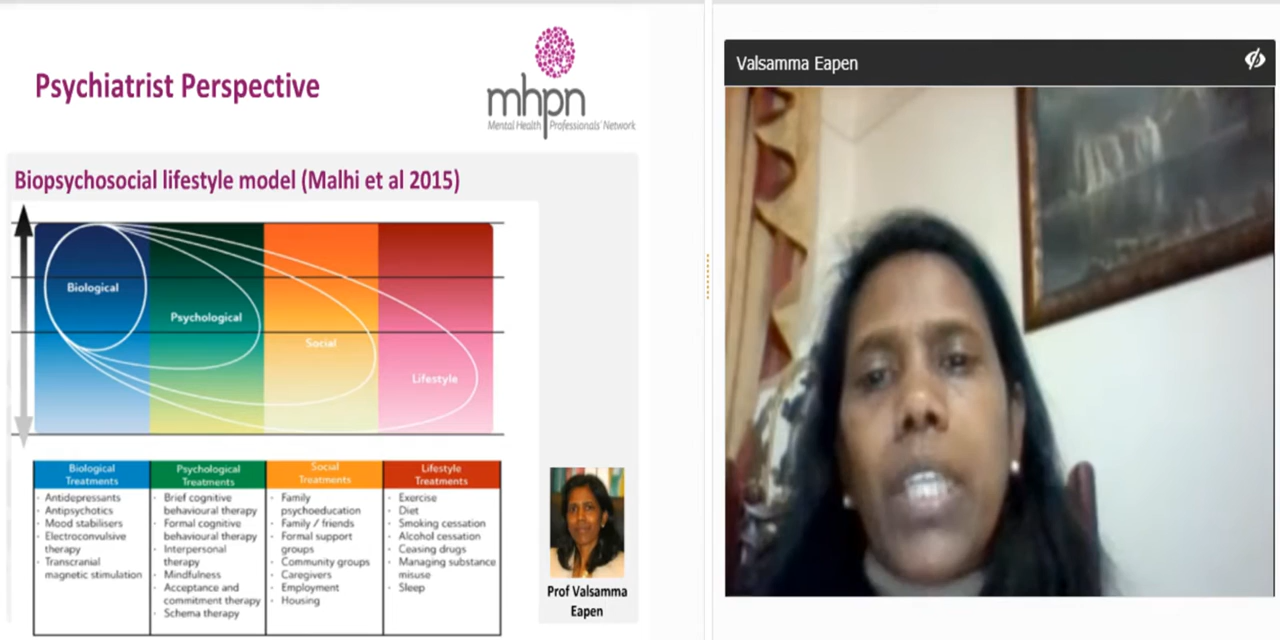 Psychiatrist Perspective
mhpn
Mental Health Professionals' Network
Biopsychosocial lifestyle model (Malhi et al 2015)
Biological
Psychological
Social
Lifestyle
Biological
Treatments
· Antidepressants
· Antipsychotics
· Mood stabilisers
· Electroconvulsive
therapy
· Transcranial
magnetic stimulation
Psychological
Treatments
· Brief cognitive
behavioural therapy
· Formal cognitive
behavioural therapy
· Interpersonal
therapy
· Mindfulness
· Acceptance and
commitment therapy
· Schema therapy
Social
Treatments
· Family
psychoeducation
· Family / friends
· Formal support
groups
· Community groups
· Caregivers
· Employment
· Housing
Lifestyle
Treatments
· Exercise
· Diet
· Smoking cessation
· Alcohol cessation
· Ceasing drugs
· Managing substance
misuse
· Sleep
Prof Valsamma
Eapen
Valsamma Eapen